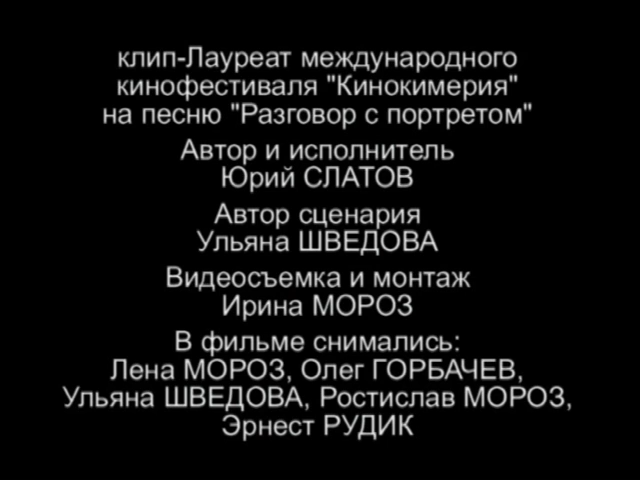 клип-Лауреат международного
кинофестиваля "Кинокимерия"
на песню "Разговор с портретом"
Автор и исполнитель
Юрий СЛАТОВ
Автор сценария
Ульяна ШВЕДОВА
Видеосъемка и монтаж
Ирина МОРОЗ
В фильме снимались:
Лена МОРОЗ, Олег ГОРБАЧЕВ,
Ульяна ШВЕДОВА, Ростислав МОРОЗ,
Эрнест РУДИК